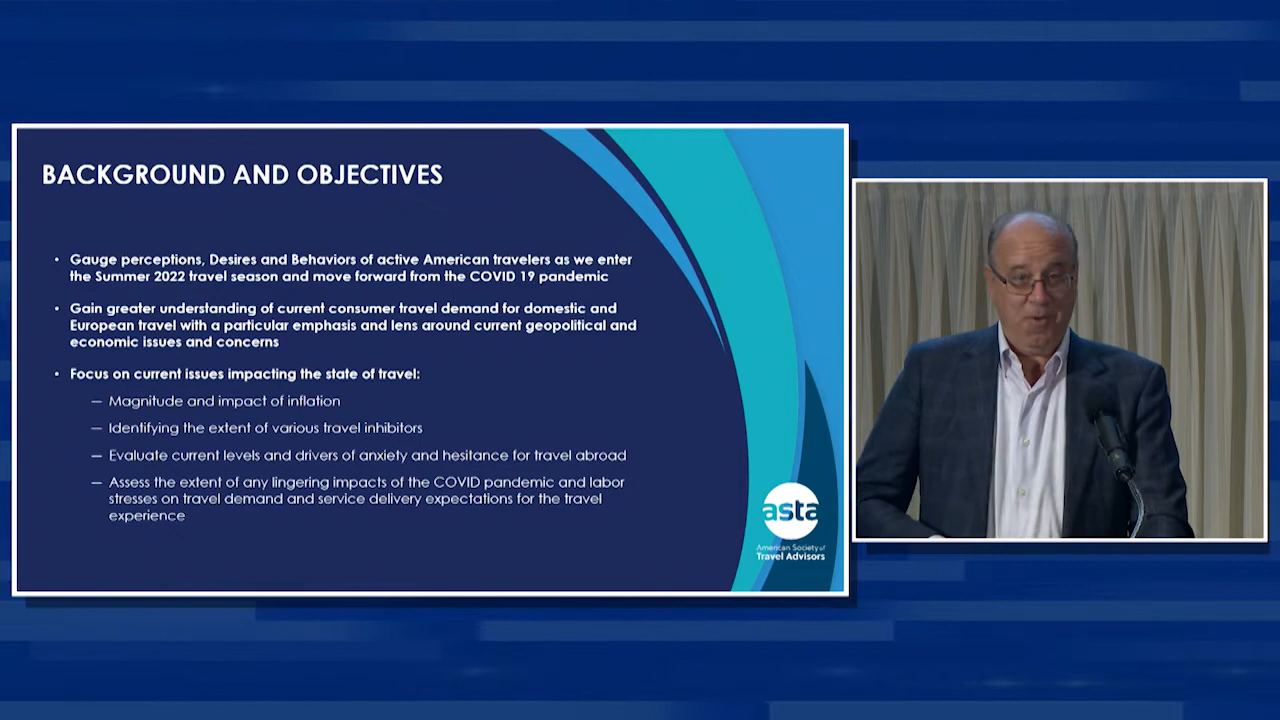 BACKGROUND AND OBJECTIVES
• Gauge perceptions, Desires and Behaviors of active American travelers as we enter
the Summer 2022 travel season and move forward from the COVID 19 pandemic
• Gain greater understanding of current consumer travel demand for domestic and
European travel with a particular emphasis and lens around current geopolitical and
economic issues and concerns
• Focus on current issues impacting the state of travel:
— Magnitude and impact of inflation
— Identifying the extent of various travel inhibitors
— Evaluate current levels and drivers of anxiety and hesitance for travel abroad
— Assess the extent of any lingering impacts of the COVID pandemic and labor
stresses on travel demand and service delivery expectations for the travel
experience
asta
American Society of
Travel Advisors